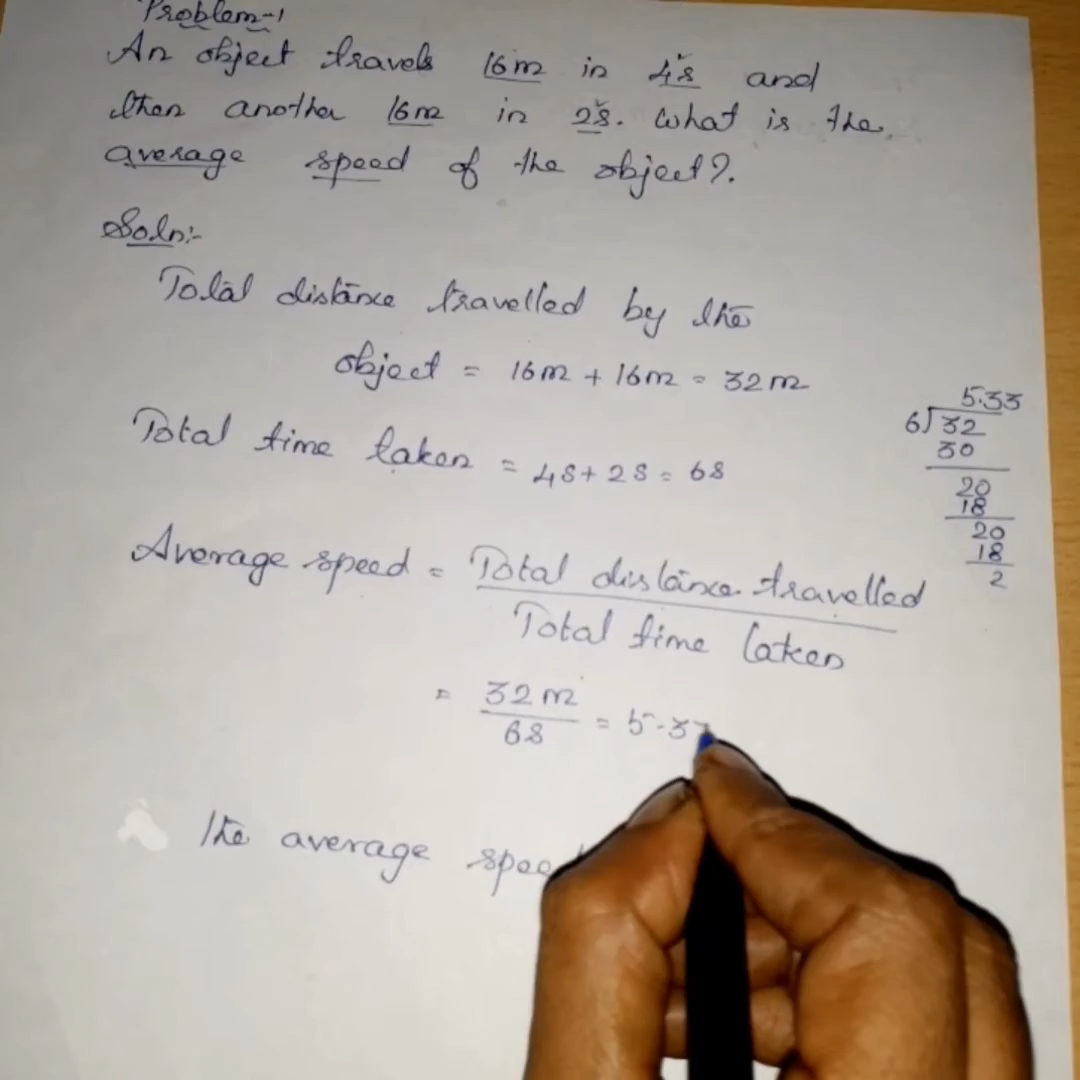 Problem-1
An object travels 16m in 4s and
then another 16m in 2s. What is the
average speed of the object?.
Soln:-
Total distance travelled by the
object = 16m + 16m = 32m
Total time taken = 4s + 2s = 6s
5.33
6)32
30
20
18
20
18
2
Average speed = Total distance travelled
Total time taken
= 32m
6s
= 5.3
The average